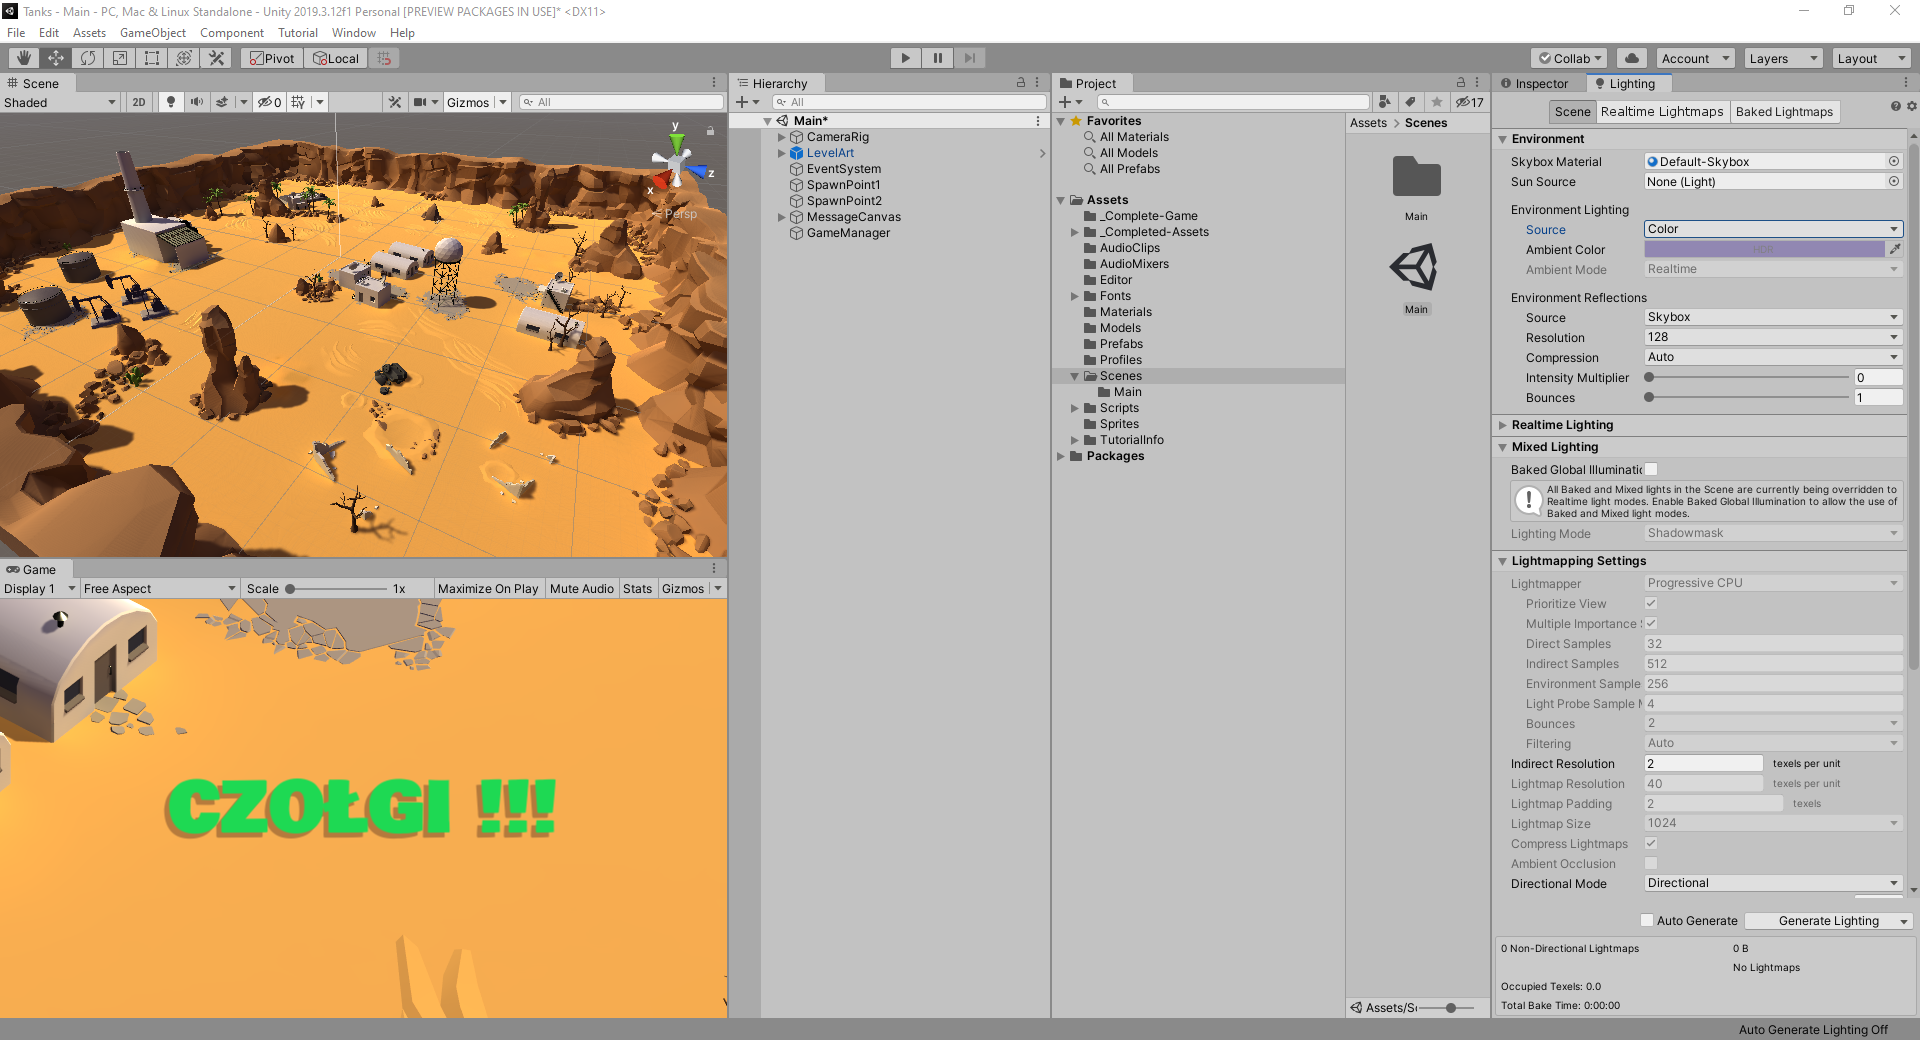 Tanks - Main - PC, Mac & Linux Standalone - Unity 2019.3.12f1 Personal [PREVIEW PACKAGES IN USE]* <DX11>
File Edit Assets GameObject Component Tutorial Window Help
Pivot Local Collab Account Layers Layout
Scene
Shaded 2D 0 Gizmos All
y
x
z
Persp
Game
Display 1 Free Aspect Scale 1x Maximize On Play Mute Audio Stats Gizmos
CZOŁGI !!!
Hierarchy
All
Main*
CameraRig
LevelArt
EventSystem
SpawnPoint1
SpawnPoint2
MessageCanvas
GameManager
Project
17
Favorites
All Materials
All Models
All Prefabs
Assets
_Complete-Game
_Completed-Assets
AudioClips
AudioMixers
Editor
Fonts
Materials
Models
Prefabs
Profiles
Scenes
Main
Scripts
Sprites
TutorialInfo
Packages
Assets > Scenes
Main
Main
Assets/Sc
Inspector Lighting
Scene Realtime Lightmaps Baked Lightmaps
Environment
Skybox Material Default-Skybox
Sun Source None (Light)
Environment Lighting
Source Color
Ambient Color HDR
Ambient Mode Realtime
Environment Reflections
Source Skybox
Resolution 128
Compression Auto
Intensity Multiplier 0
Bounces 1
Realtime Lighting
Mixed Lighting
Baked Global Illuminatic
All Baked and Mixed lights in the Scene are currently being overridden to
Realtime light modes. Enable Baked Global Illumination to allow the use of
Baked and Mixed light modes.
Lighting Mode Shadowmask
Lightmapping Settings
Lightmapper Progressive CPU
Prioritize View
Multiple Importance S
Direct Samples 32
Indirect Samples 512
Environment Sample 256
Light Probe Sample M 4
Bounces 2
Filtering Auto
Indirect Resolution 2 texels per unit
Lightmap Resolution 40 texels per unit
Lightmap Padding 2 texels
Lightmap Size 1024
Compress Lightmaps
Ambient Occlusion
Directional Mode Directional
Auto Generate Generate Lighting
0 Non-Directional Lightmaps 0 B
No Lightmaps
Occupied Texels: 0.0
Total Bake Time: 0:00:00
Auto Generate Lighting Off